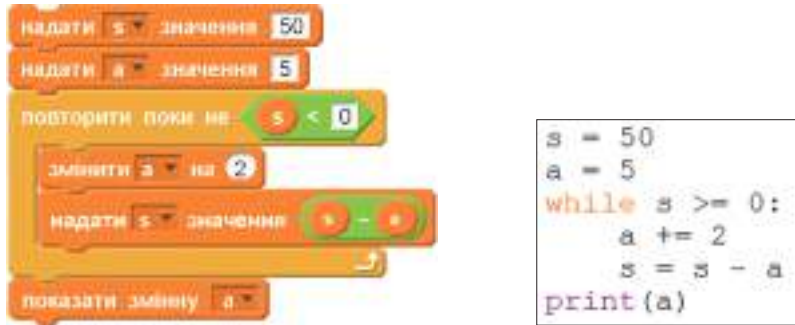 надати s значення 50
надати a значення 5
повторити поки не s < 0
змінити a на 2
надати s значення s - a
показати змінну a
s = 50
a = 5
while s >= 0:
    a += 2
    s = s - a
print(a)